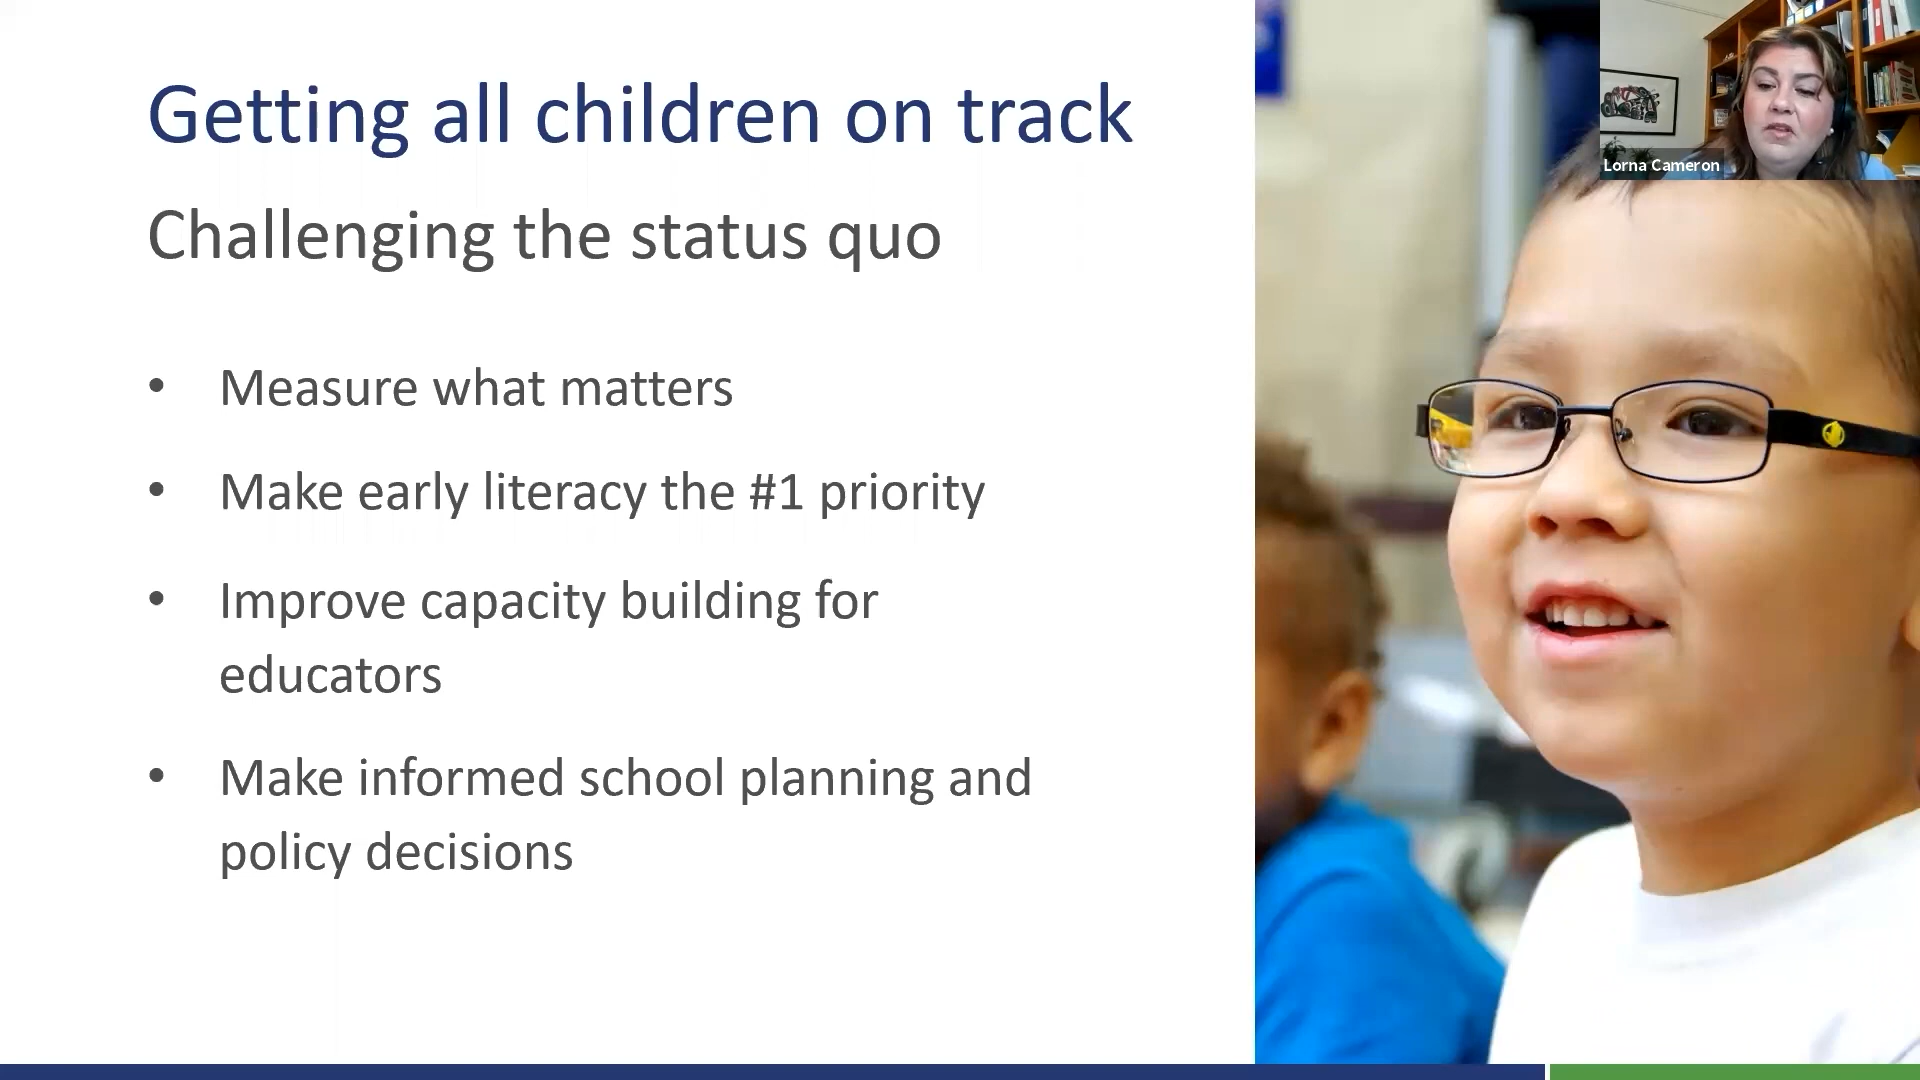 Getting all children on track
Challenging the status quo
• Measure what matters
• Make early literacy the #1 priority
• Improve capacity building for
educators
• Make informed school planning and
policy decisions
Lorna Cameron